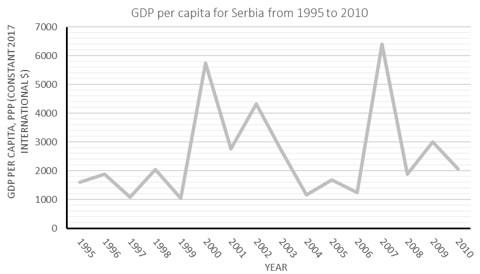 GDP per capita for Serbia from 1995 to 2010
GDP PER CAPITA, PPP (CONSTANT 2017
INTERNATIONAL $)
7000
6000
5000
4000
3000
2000
1000
0
1995 1996 1997 1998 1999 2000 2001 2002 2003 2004 2005 2006 2007 2008 2009 2010
YEAR